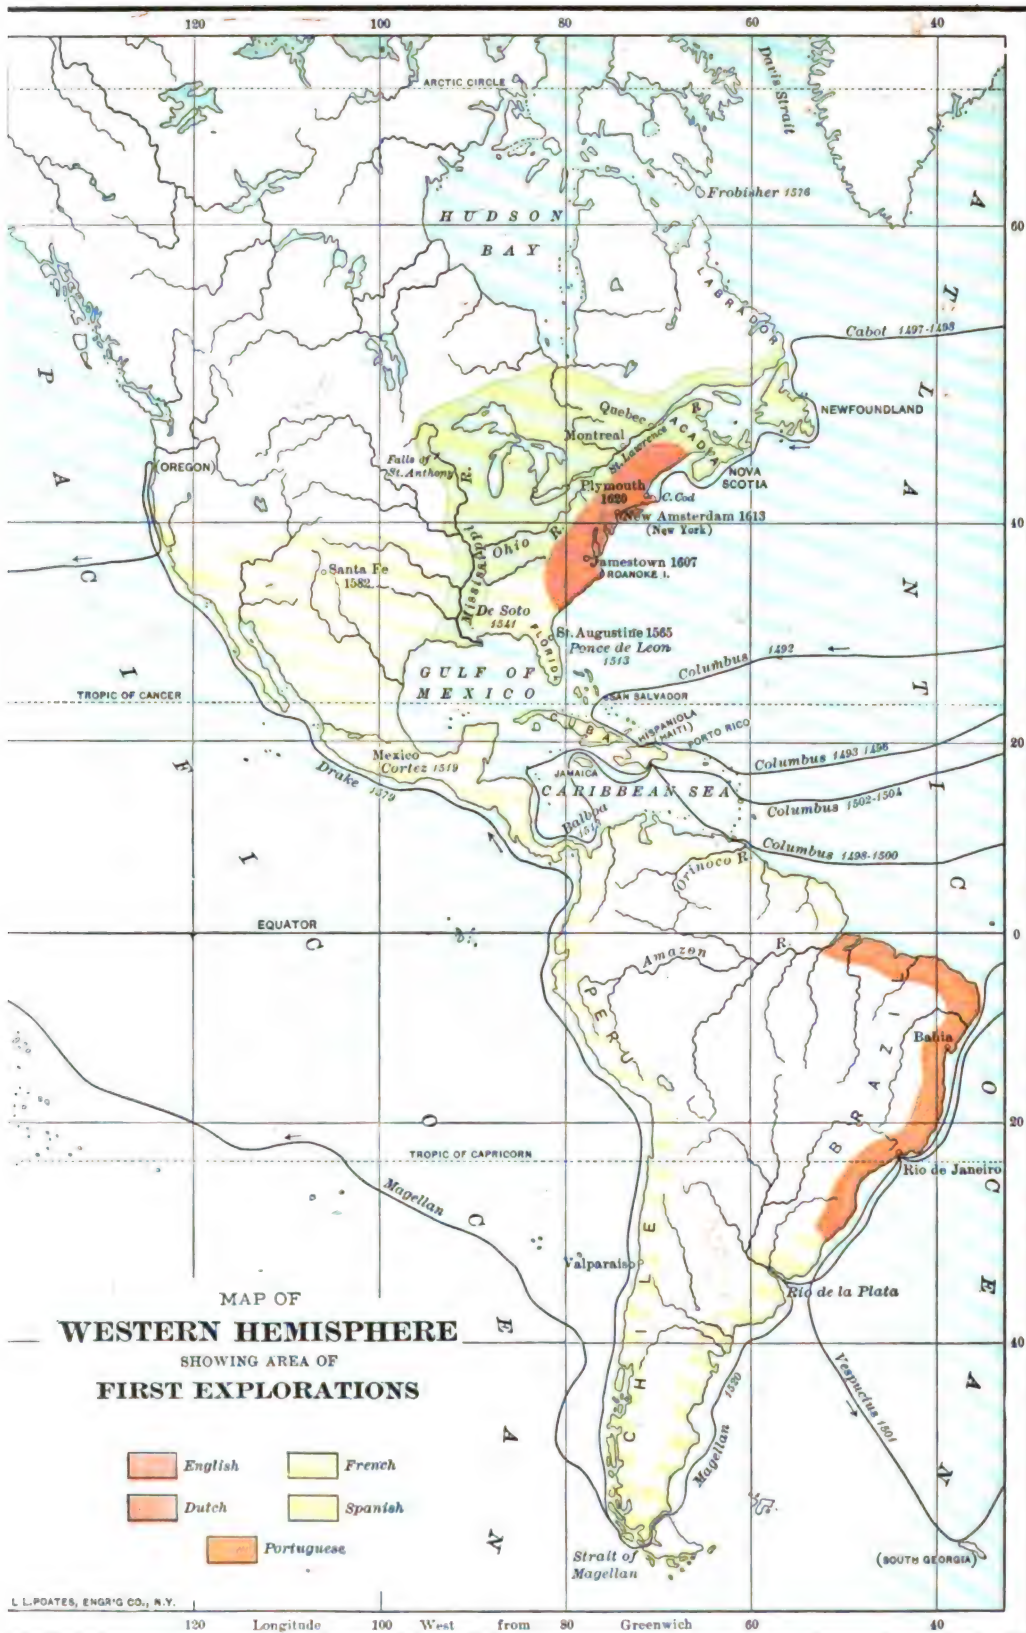 120 100 80 60 40
ARCTIC CIRCLE
Davis Strait
Frobisher 1576
HUDSON
BAY
60
LABRADOR
Cabot 1497-1498
NEWFOUNDLAND
Quebec
Montreal
St. Lawrence R.
ACADIA
NOVA
SCOTIA
(OREGON)
Falls of
St. Anthony
Mississippi R.
Plymouth
1620
C. Cod
40
New Amsterdam 1613
(New York)
Ohio R.
Jamestown 1607
ROANOKE I.
Santa Fe
1582
De Soto
1541
FLORIDA
St. Augustine 1565
Ponce de Leon
1513
Columbus 1492
GULF OF
MEXICO
TROPIC OF CANCER
SAN SALVADOR
CUBA
HISPANIOLA
(HAITI)
PORTO RICO
20
Mexico
Cortez 1519
JAMAICA
Columbus 1493-1496
Drake 1579
CARIBBEAN SEA
Columbus 1502-1504
Balboa
Columbus 1498-1500
Orinoco R.
EQUATOR
0
Amazon R.
PERU
BRAZIL
Bahia
20
TROPIC OF CAPRICORN
Rio de Janeiro
Magellan
Valparaiso
Rio de la Plata
CHILE
40
Magellan 1520
Vespucius 1501
Strait of
Magellan
(SOUTH GEORGIA)
PACIFIC OCEAN
ATLANTIC OCEAN
MAP OF
WESTERN HEMISPHERE
SHOWING AREA OF
FIRST EXPLORATIONS
English French
Dutch Spanish
Portuguese
L.L.POATES, ENGR'G CO., N.Y.
120 Longitude 100 West from 80 Greenwich 60 40